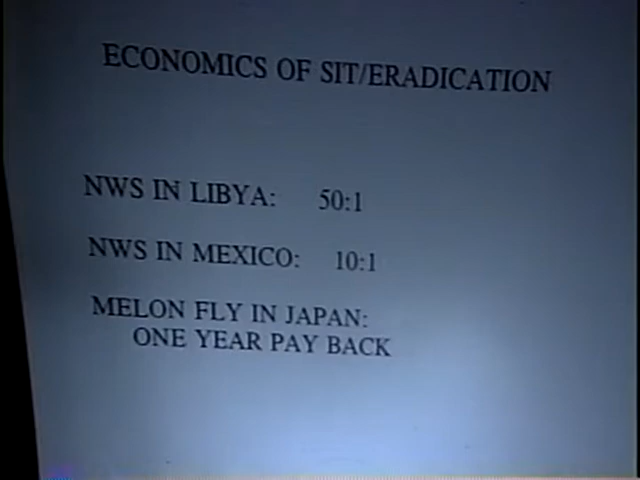 ECONOMICS OF SIT/ERADICATION
NWS IN LIBYA: 50:1
NWS IN MEXICO: 10:1
MELON FLY IN JAPAN:
ONE YEAR PAY BACK